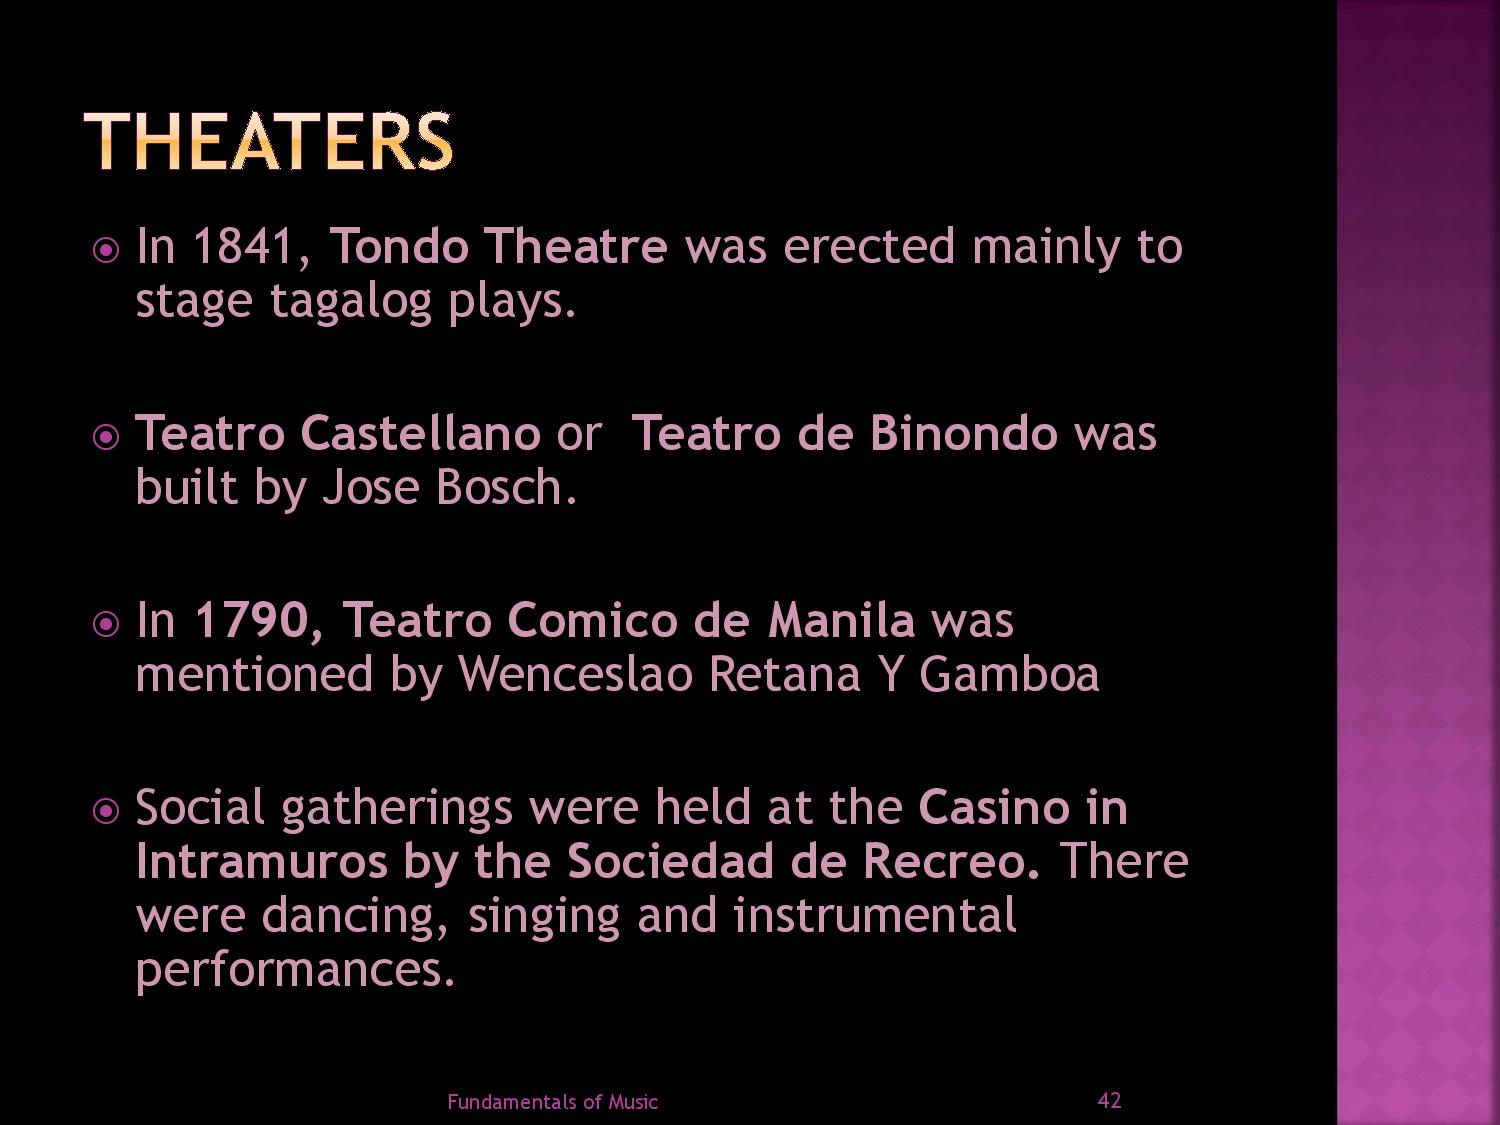 THEATERS
In 1841, Tondo Theatre was erected mainly to
stage tagalog plays.
Teatro Castellano or Teatro de Binondo was
built by Jose Bosch.
In 1790, Teatro Comico de Manila was
mentioned by Wenceslao Retana Y Gamboa
Social gatherings were held at the Casino in
Intramuros by the Sociedad de Recreo. There
were dancing, singing and instrumental
performances.
Fundamentals of Music
42